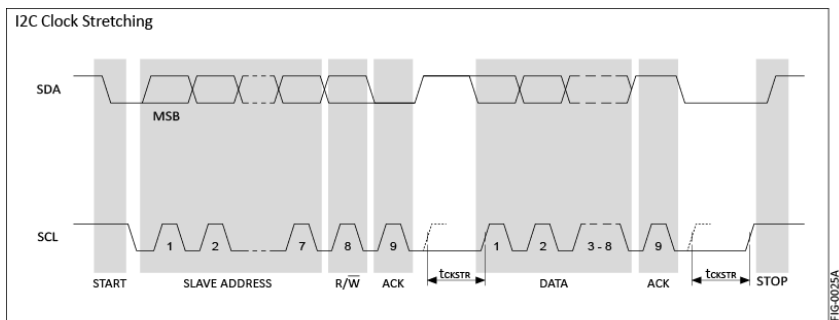 I2C Clock Stretching
SDA
MSB
SCL
1 2 7 8 9 1 2 3 - 8 9
tCKSTR tCKSTR
START SLAVE ADDRESS R/W̅ ACK DATA ACK STOP
FIG-0025A